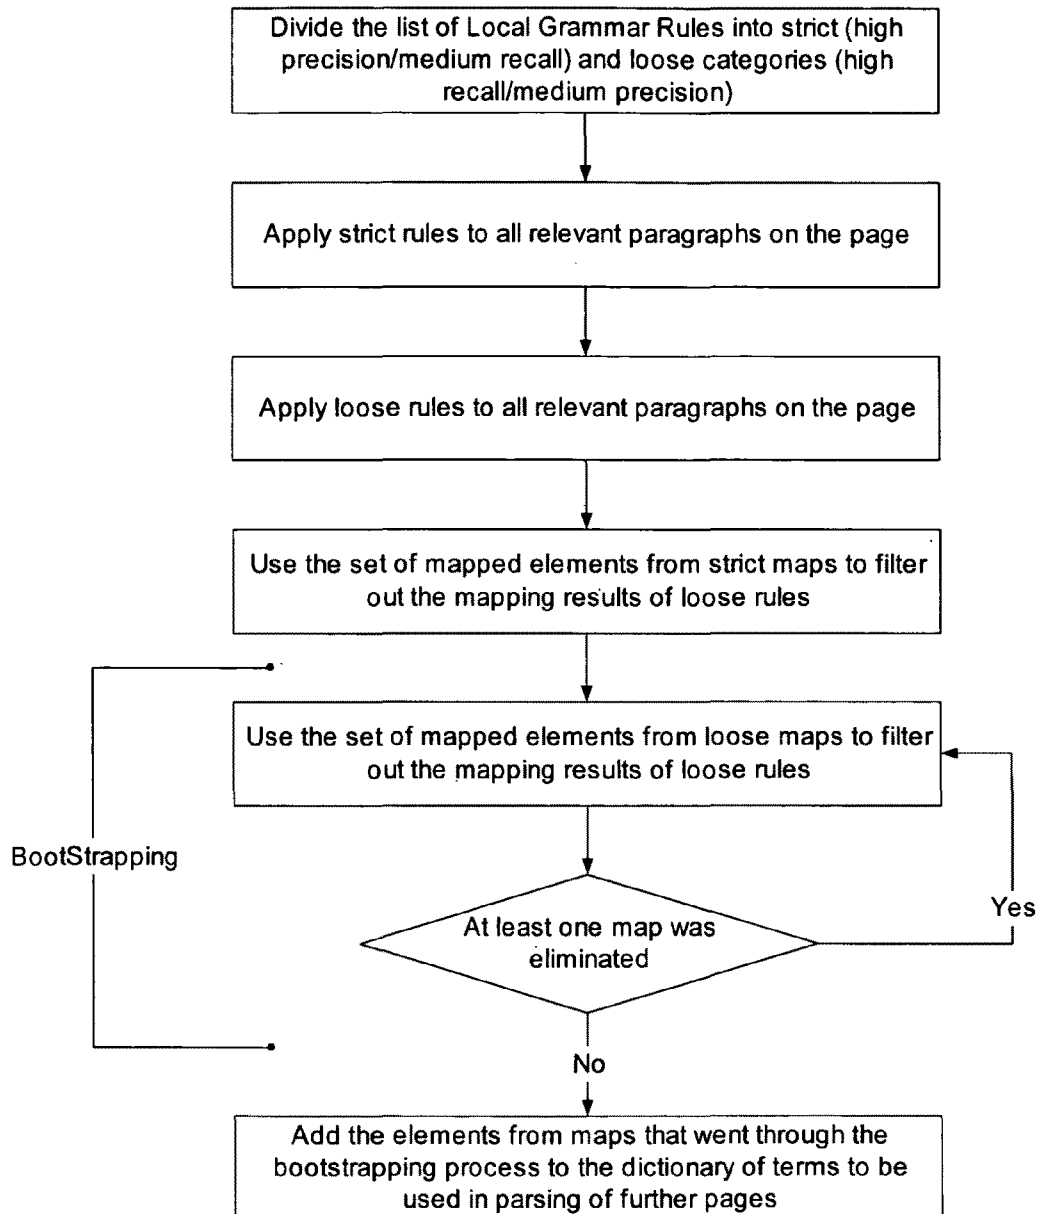 Divide the list of Local Grammar Rules into strict (high
precision/medium recall) and loose categories (high
recall/medium precision)
Apply strict rules to all relevant paragraphs on the page
Apply loose rules to all relevant paragraphs on the page
Use the set of mapped elements from strict maps to filter
out the mapping results of loose rules
Use the set of mapped elements from loose maps to filter
out the mapping results of loose rules
BootStrapping
At least one map was
eliminated
Yes
No
Add the elements from maps that went through the
bootstrapping process to the dictionary of terms to be
used in parsing of further pages